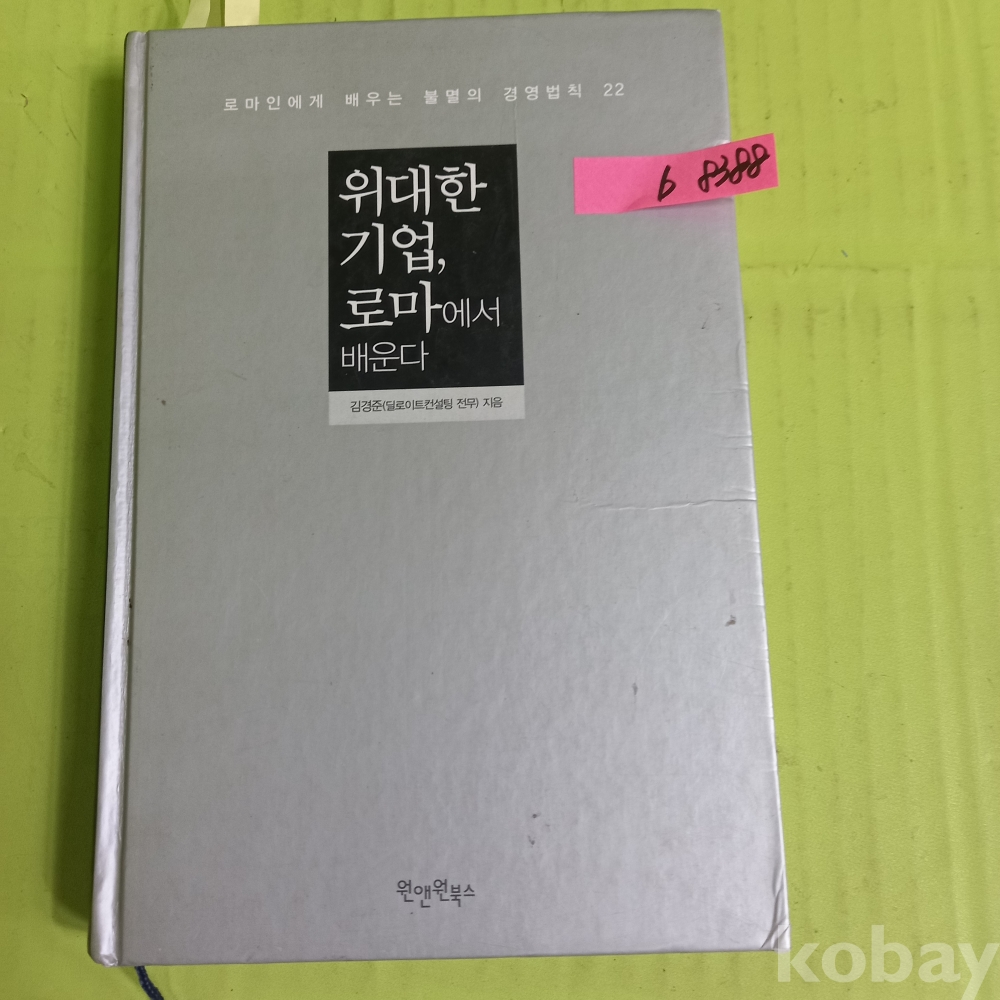 로마인에게 배우는 불멸의 경영법칙 22
b 8388
위대한
기업,
로마에서
배운다
김경준(딜로이트컨설팅 전무) 지음
원앤원북스
kobay